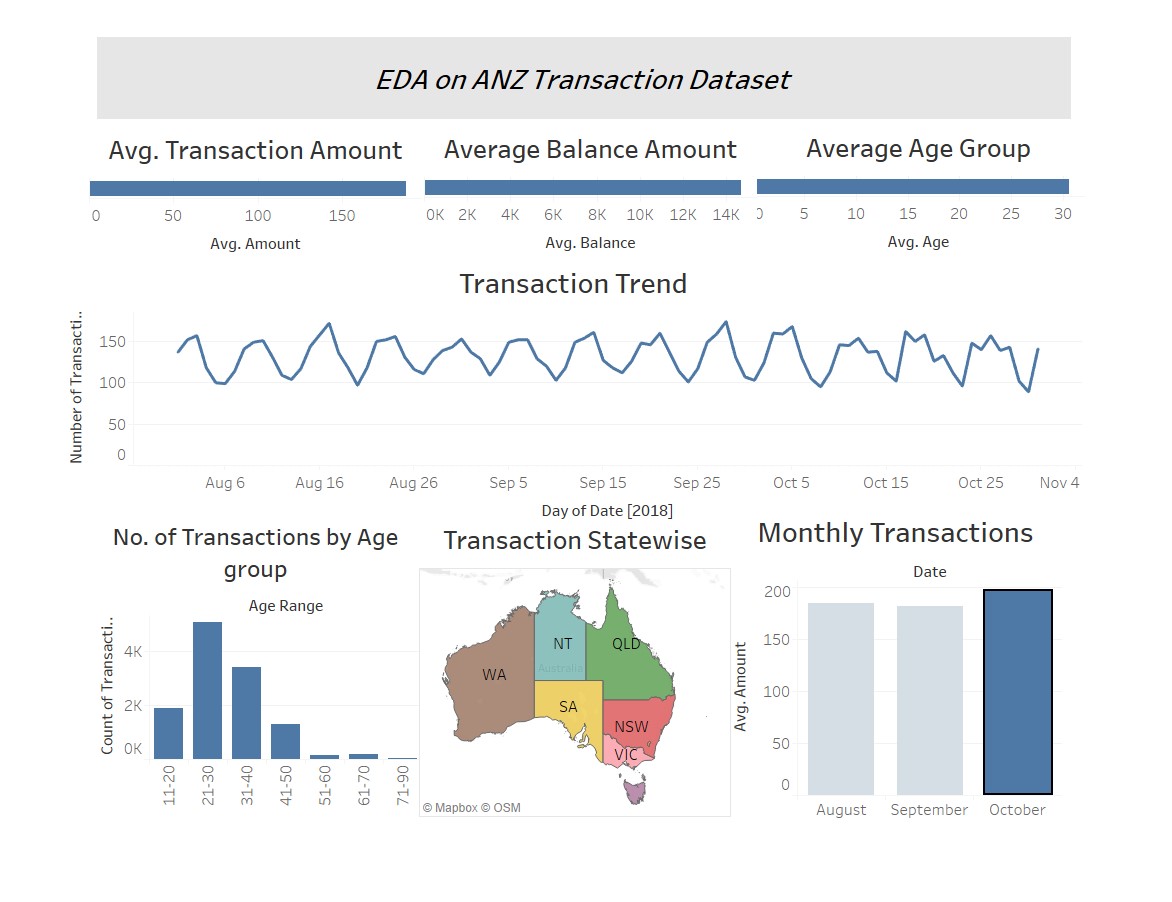 EDA on ANZ Transaction Dataset
Avg. Transaction Amount
0 50 100 150
Avg. Amount
Average Balance Amount
0K 2K 4K 6K 8K 10K 12K 14K
Avg. Balance
Average Age Group
0 5 10 15 20 25 30
Avg. Age
Transaction Trend
Number of Transacti..
150
100
50
0
Aug 6 Aug 16 Aug 26 Sep 5 Sep 15 Sep 25 Oct 5 Oct 15 Oct 25 Nov 4
Day of Date [2018]
No. of Transactions by Age
group
Age Range
Count of Transacti..
4K
2K
0K
11-20 21-30 31-40 41-50 51-60 61-70 71-90
Transaction Statewise
NT
QLD
WA
Australia
SA
NSW
VIC
© Mapbox © OSM
Monthly Transactions
Date
Avg. Amount
200
150
100
50
0
August September October